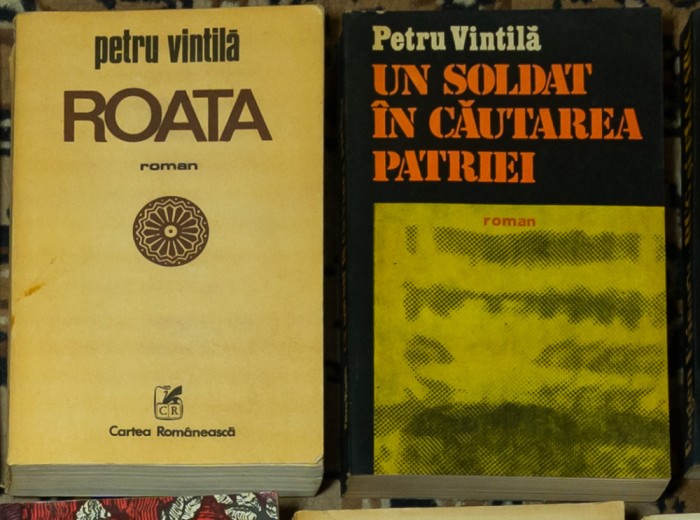 petru vintilă
ROATA
roman
CR
Cartea Românească
Petru Vintilă
UN SOLDAT
ÎN CĂUTAREA
PATRIEI
roman